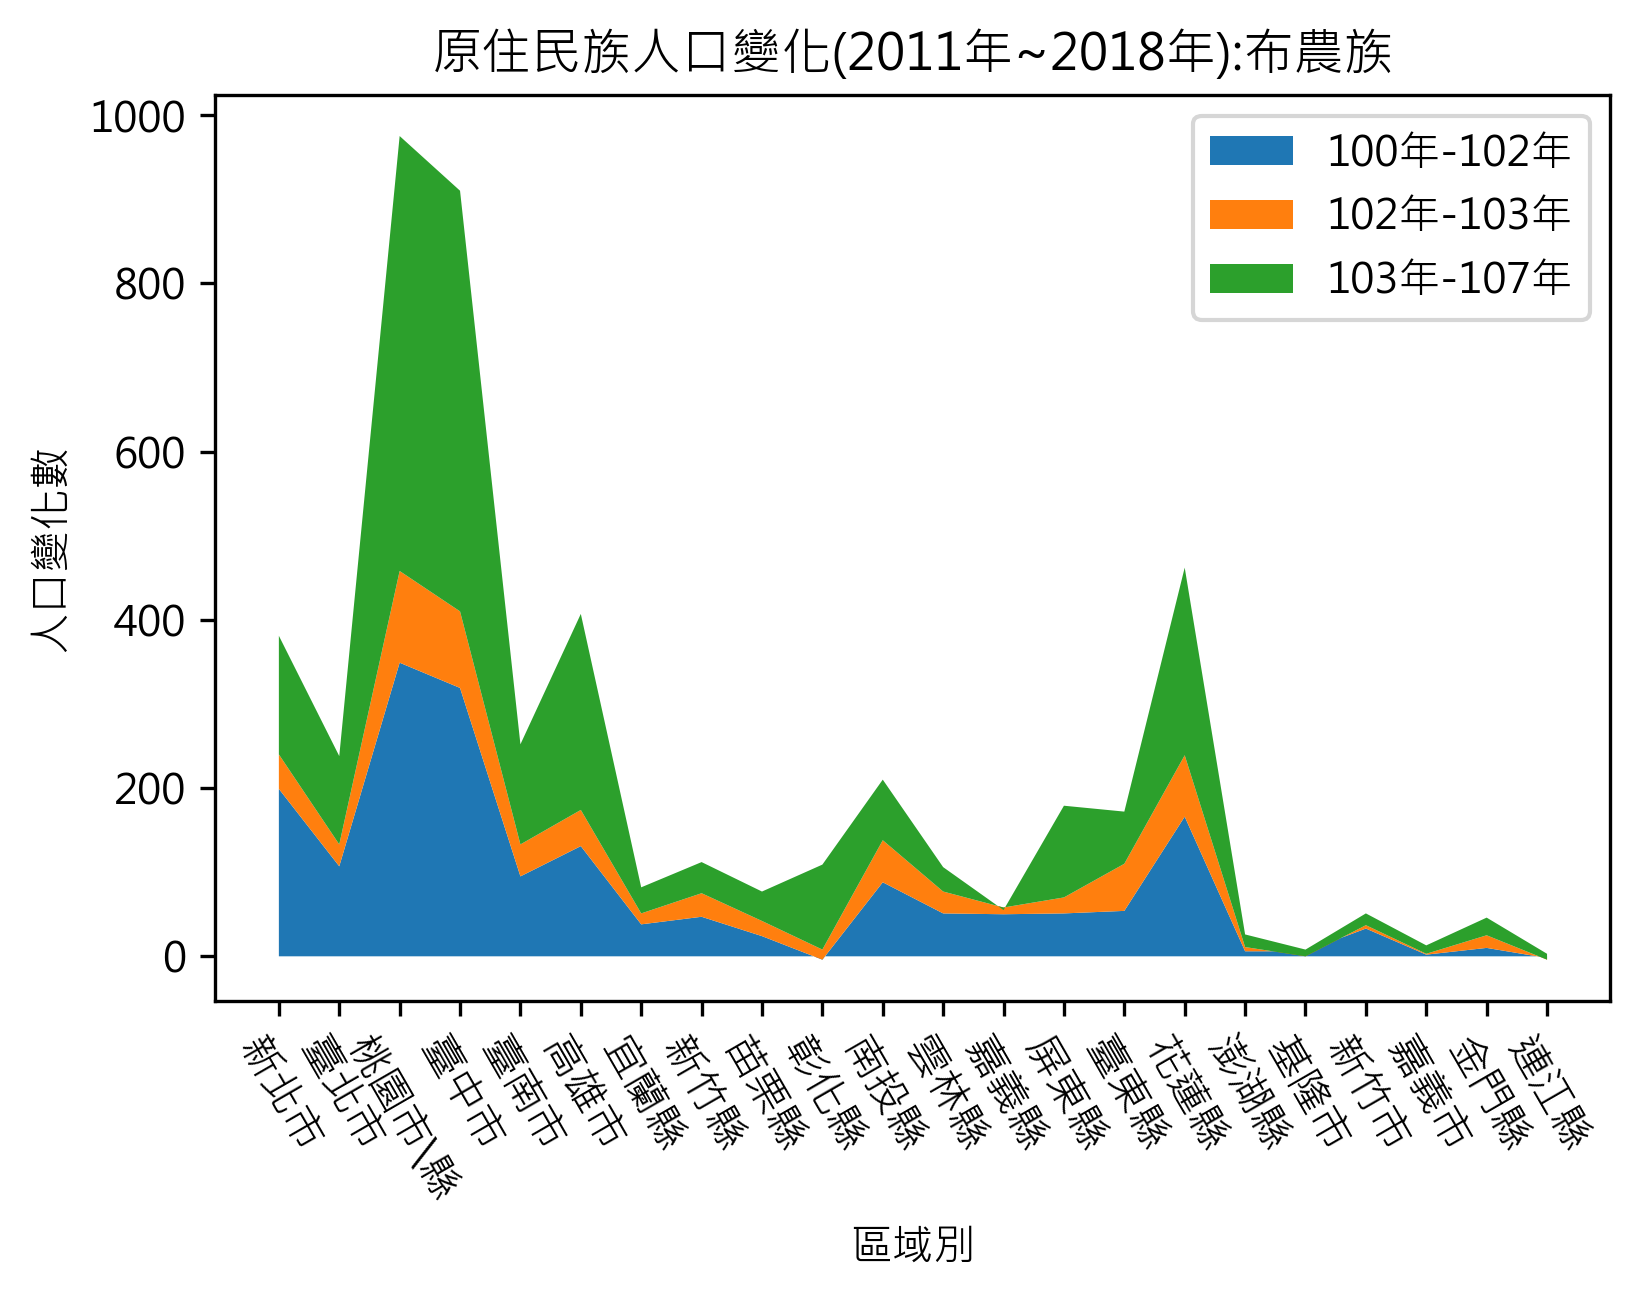 原住民族人口變化(2011年~2018年):布農族
1000
800
600
400
200
0
人口變化數
100年-102年
102年-103年
103年-107年
新北市
臺北市
桃園市\縣
臺中市
臺南市
高雄市
宜蘭縣
新竹縣
苗栗縣
彰化縣
南投縣
雲林縣
嘉義縣
屏東縣
臺東縣
花蓮縣
澎湖縣
基隆市
新竹市
嘉義市
金門縣
連江縣
區域別